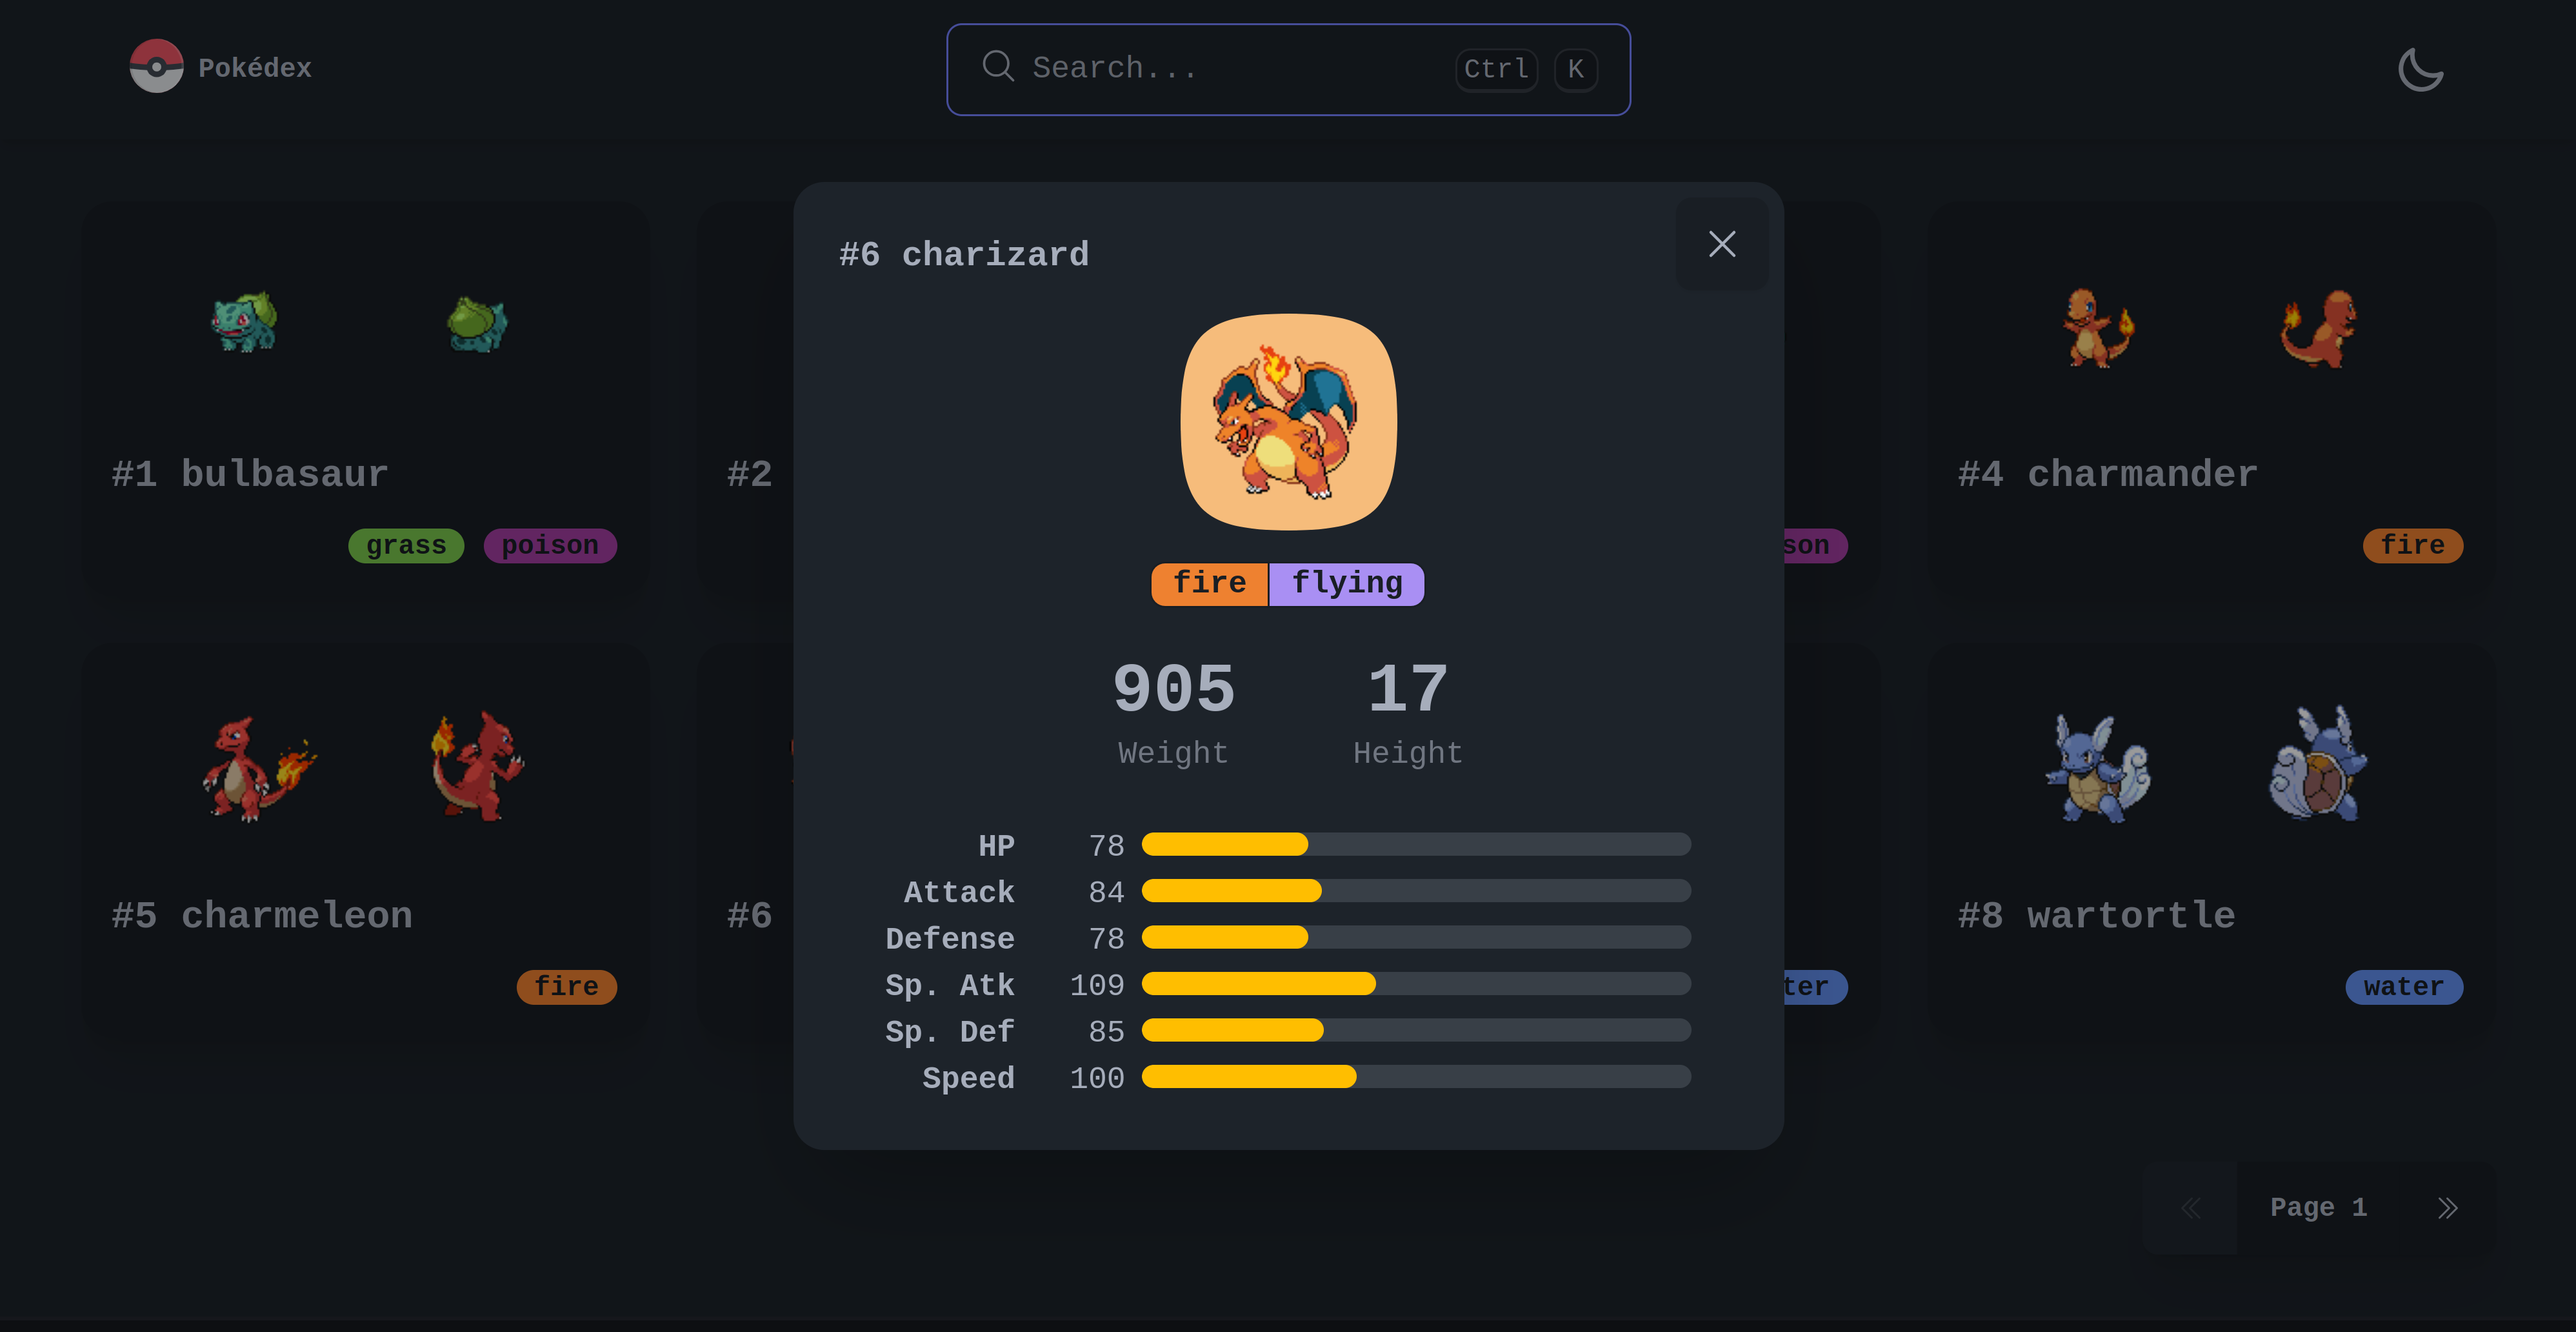 Pokédex
Search...
Ctrl K
#6 charizard
fire flying
905 17
Weight Height
HP 78
Attack 84
Defense 78
Sp. Atk 109
Sp. Def 85
Speed 100
#1 bulbasaur
grass poison
#2
son
#4 charmander
fire
#5 charmeleon
fire
#6
ter
#8 wartortle
water
Page 1